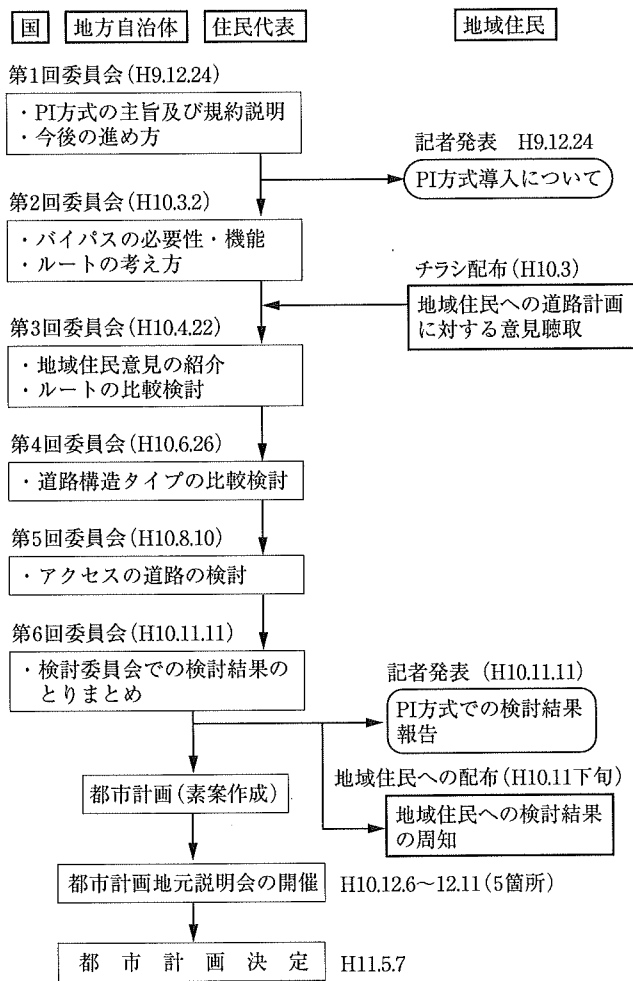 国 地方自治体 住民代表 地域住民
第1回委員会(H9.12.24)
・PI方式の主旨及び規約説明
・今後の進め方
記者発表 H9.12.24
PI方式導入について
第2回委員会(H10.3.2)
・バイパスの必要性・機能
・ルートの考え方
チラシ配布(H10.3)
地域住民への道路計画
に対する意見聴取
第3回委員会(H10.4.22)
・地域住民意見の紹介
・ルートの比較検討
第4回委員会(H10.6.26)
・道路構造タイプの比較検討
第5回委員会(H10.8.10)
・アクセスの道路の検討
第6回委員会(H10.11.11)
・検討委員会での検討結果の
とりまとめ
記者発表 (H10.11.11)
PI方式での検討結果
報告
地域住民への配布(H10.11下旬)
地域住民への検討結果
の周知
都市計画(素案作成)
都市計画地元説明会の開催 H10.12.6～12.11(5箇所)
都市計画決定 H11.5.7